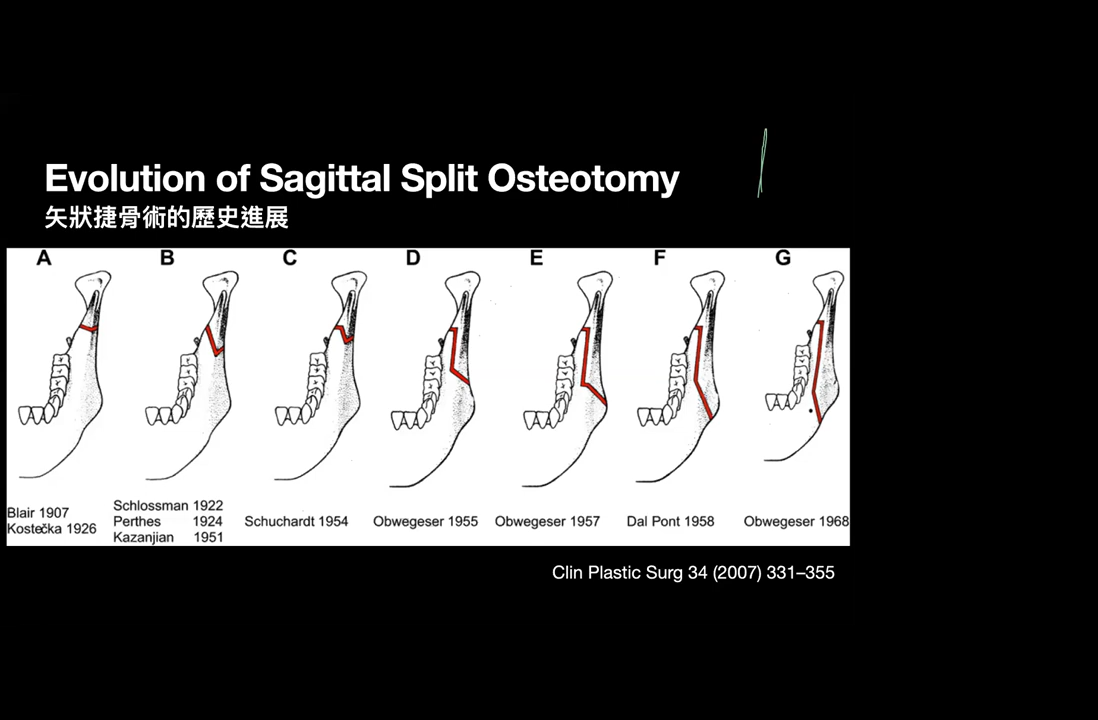 Evolution of Sagittal Split Osteotomy
矢狀捷骨術的歷史進展
A B C D E F G
Blair 1907
Kostečka 1926
Schlossman 1922
Perthes 1924
Kazanjian 1951
Schuchardt 1954
Obwegeser 1955
Obwegeser 1957
Dal Pont 1958
Obwegeser 1968
Clin Plastic Surg 34 (2007) 331–355